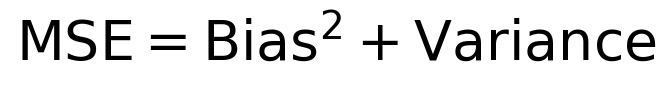 MSE = Bias² + Variance